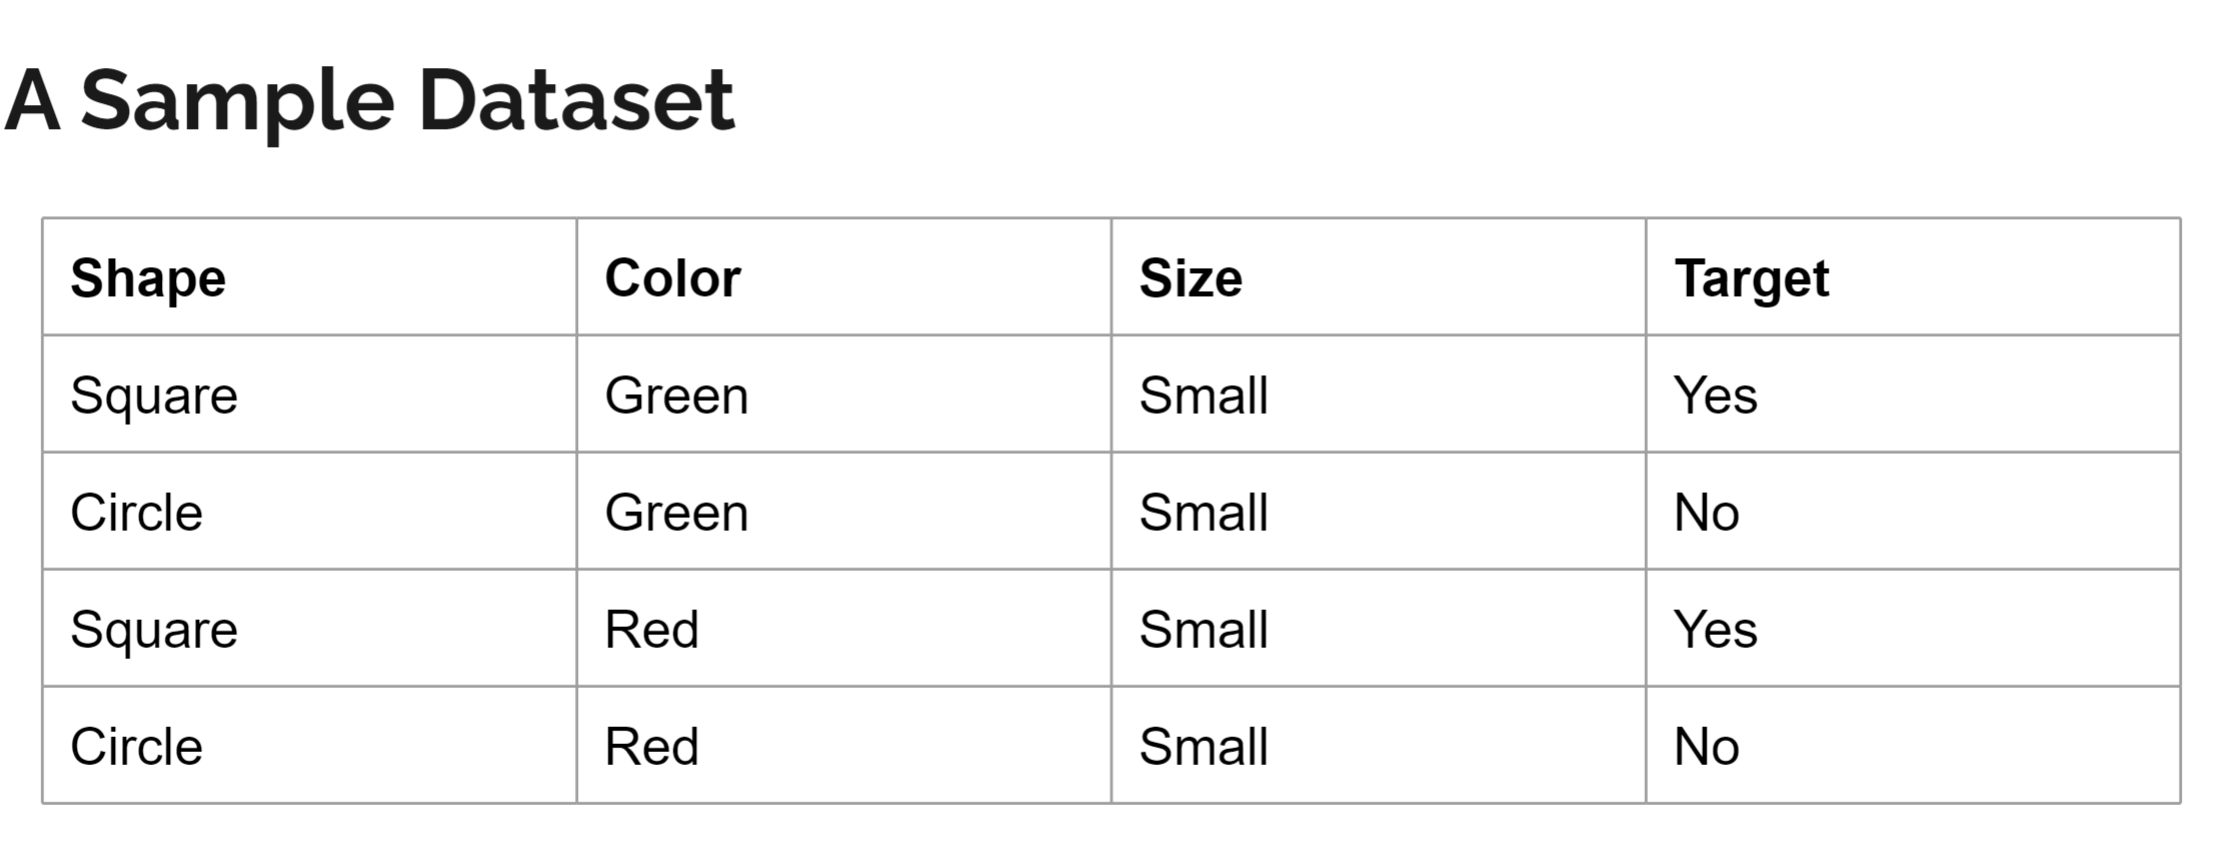 A Sample Dataset
Shape Color Size Target
Square Green Small Yes
Circle Green Small No
Square Red Small Yes
Circle Red Small No